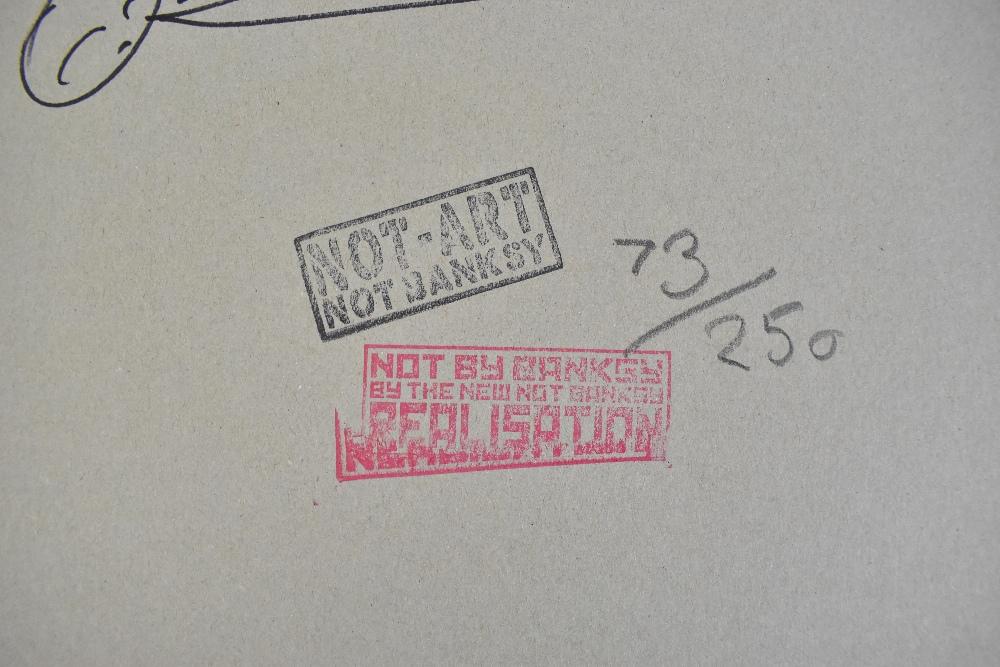 NOT-ART
NOT BANKSY
73/250
NOT BY BANKSY
BY THE NEW NOT BANKSY
REALISATION